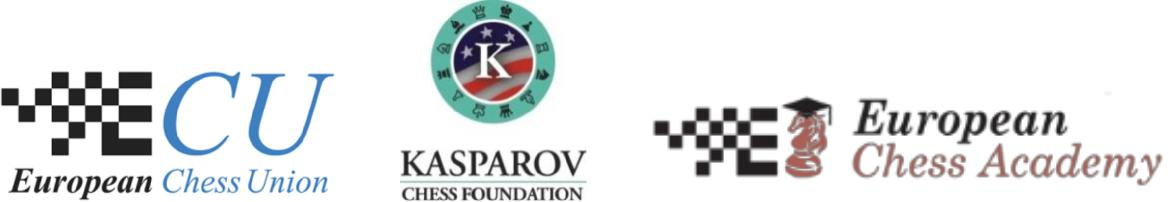 ECU
European Chess Union
K
KASPAROV
CHESS FOUNDATION
E
European
Chess Academy